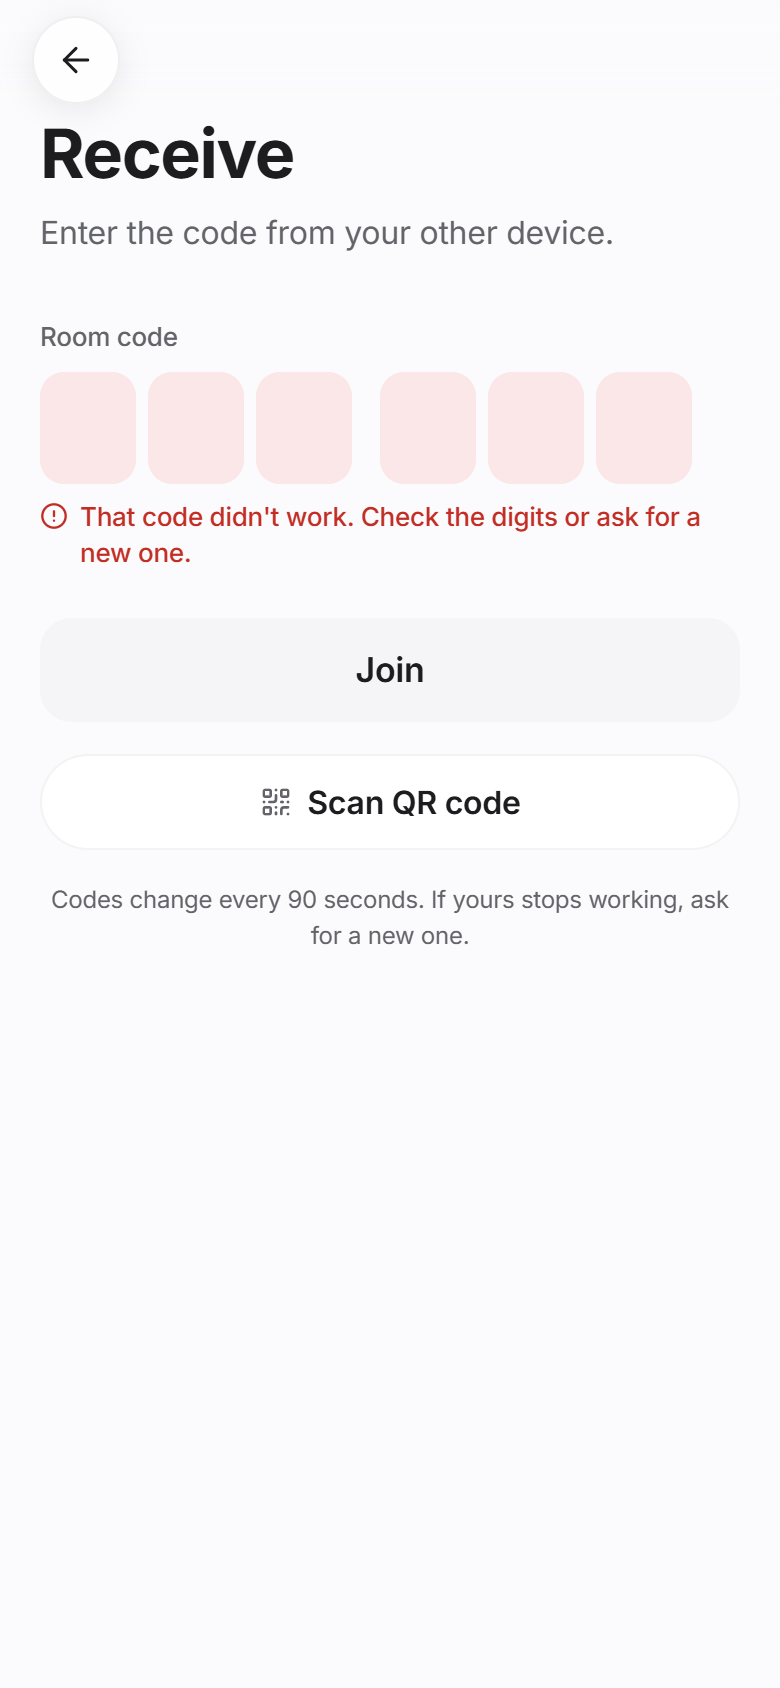 Receive
Enter the code from your other device.
Room code
That code didn't work. Check the digits or ask for a
new one.
Join
Scan QR code
Codes change every 90 seconds. If yours stops working, ask
for a new one.